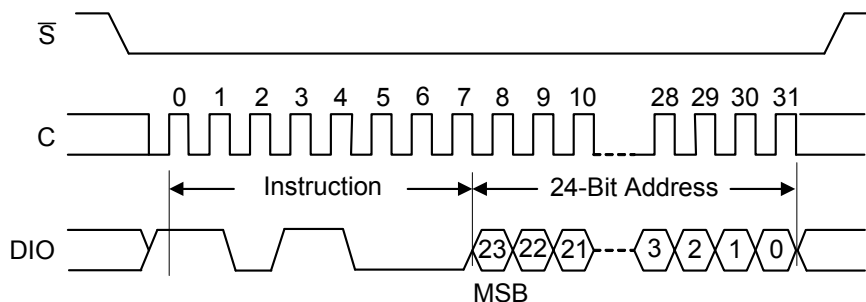 S
0 1 2 3 4 5 6 7 8 9 10 28 29 30 31
C
Instruction 24-Bit Address
DIO 23 22 21 3 2 1 0
MSB